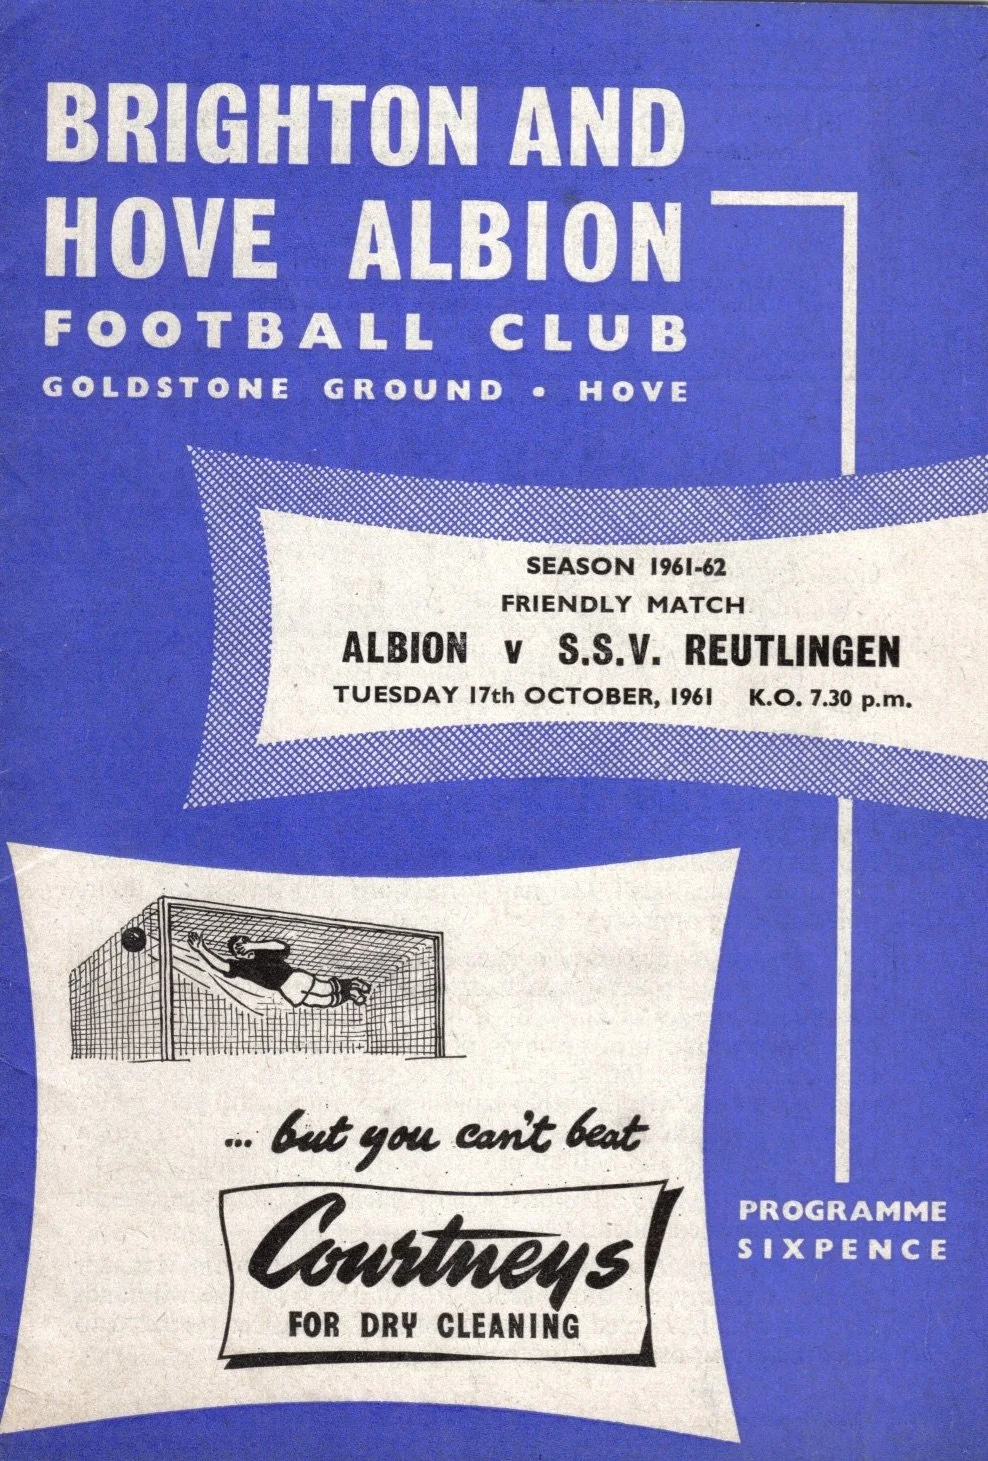 BRIGHTON AND
HOVE ALBION
FOOTBALL CLUB
GOLDSTONE GROUND • HOVE
SEASON 1961-62
FRIENDLY MATCH
ALBION v S.S.V. REUTLINGEN
TUESDAY 17th OCTOBER, 1961 K.O. 7.30 p.m.
... but you can't beat
Courtneys
FOR DRY CLEANING
PROGRAMME
SIXPENCE